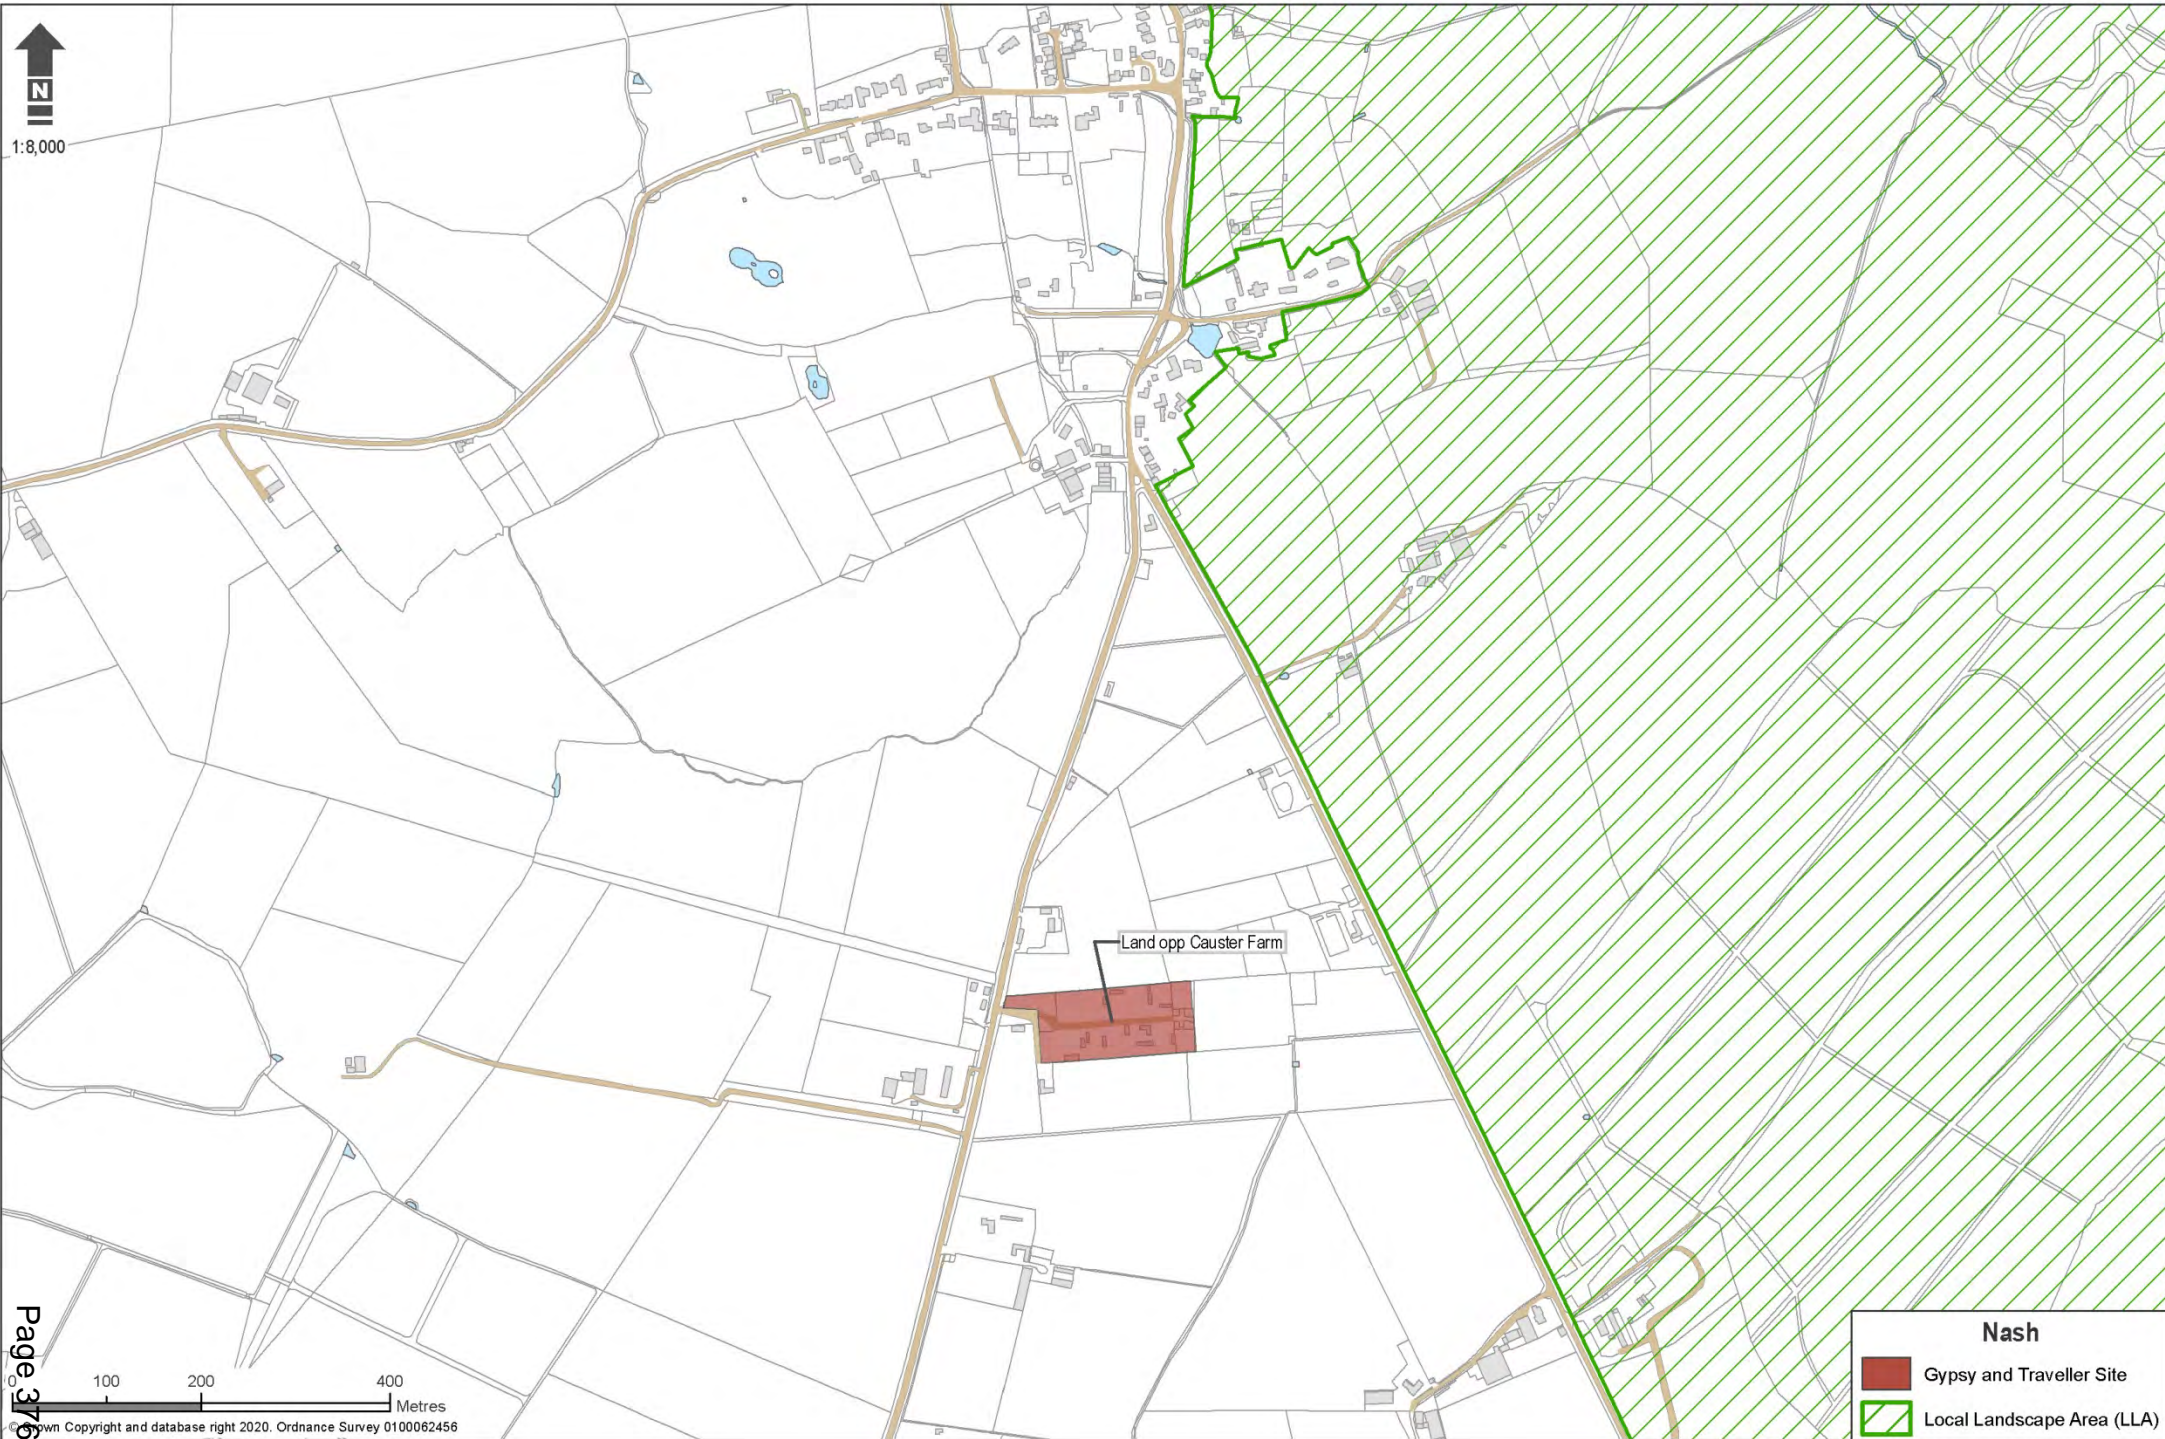 N
1:8,000
Land opp Causter Farm
Nash
Gypsy and Traveller Site
Local Landscape Area (LLA)
0 100 200 400
Metres
© Crown Copyright and database right 2020. Ordnance Survey 0100062456
Page 376